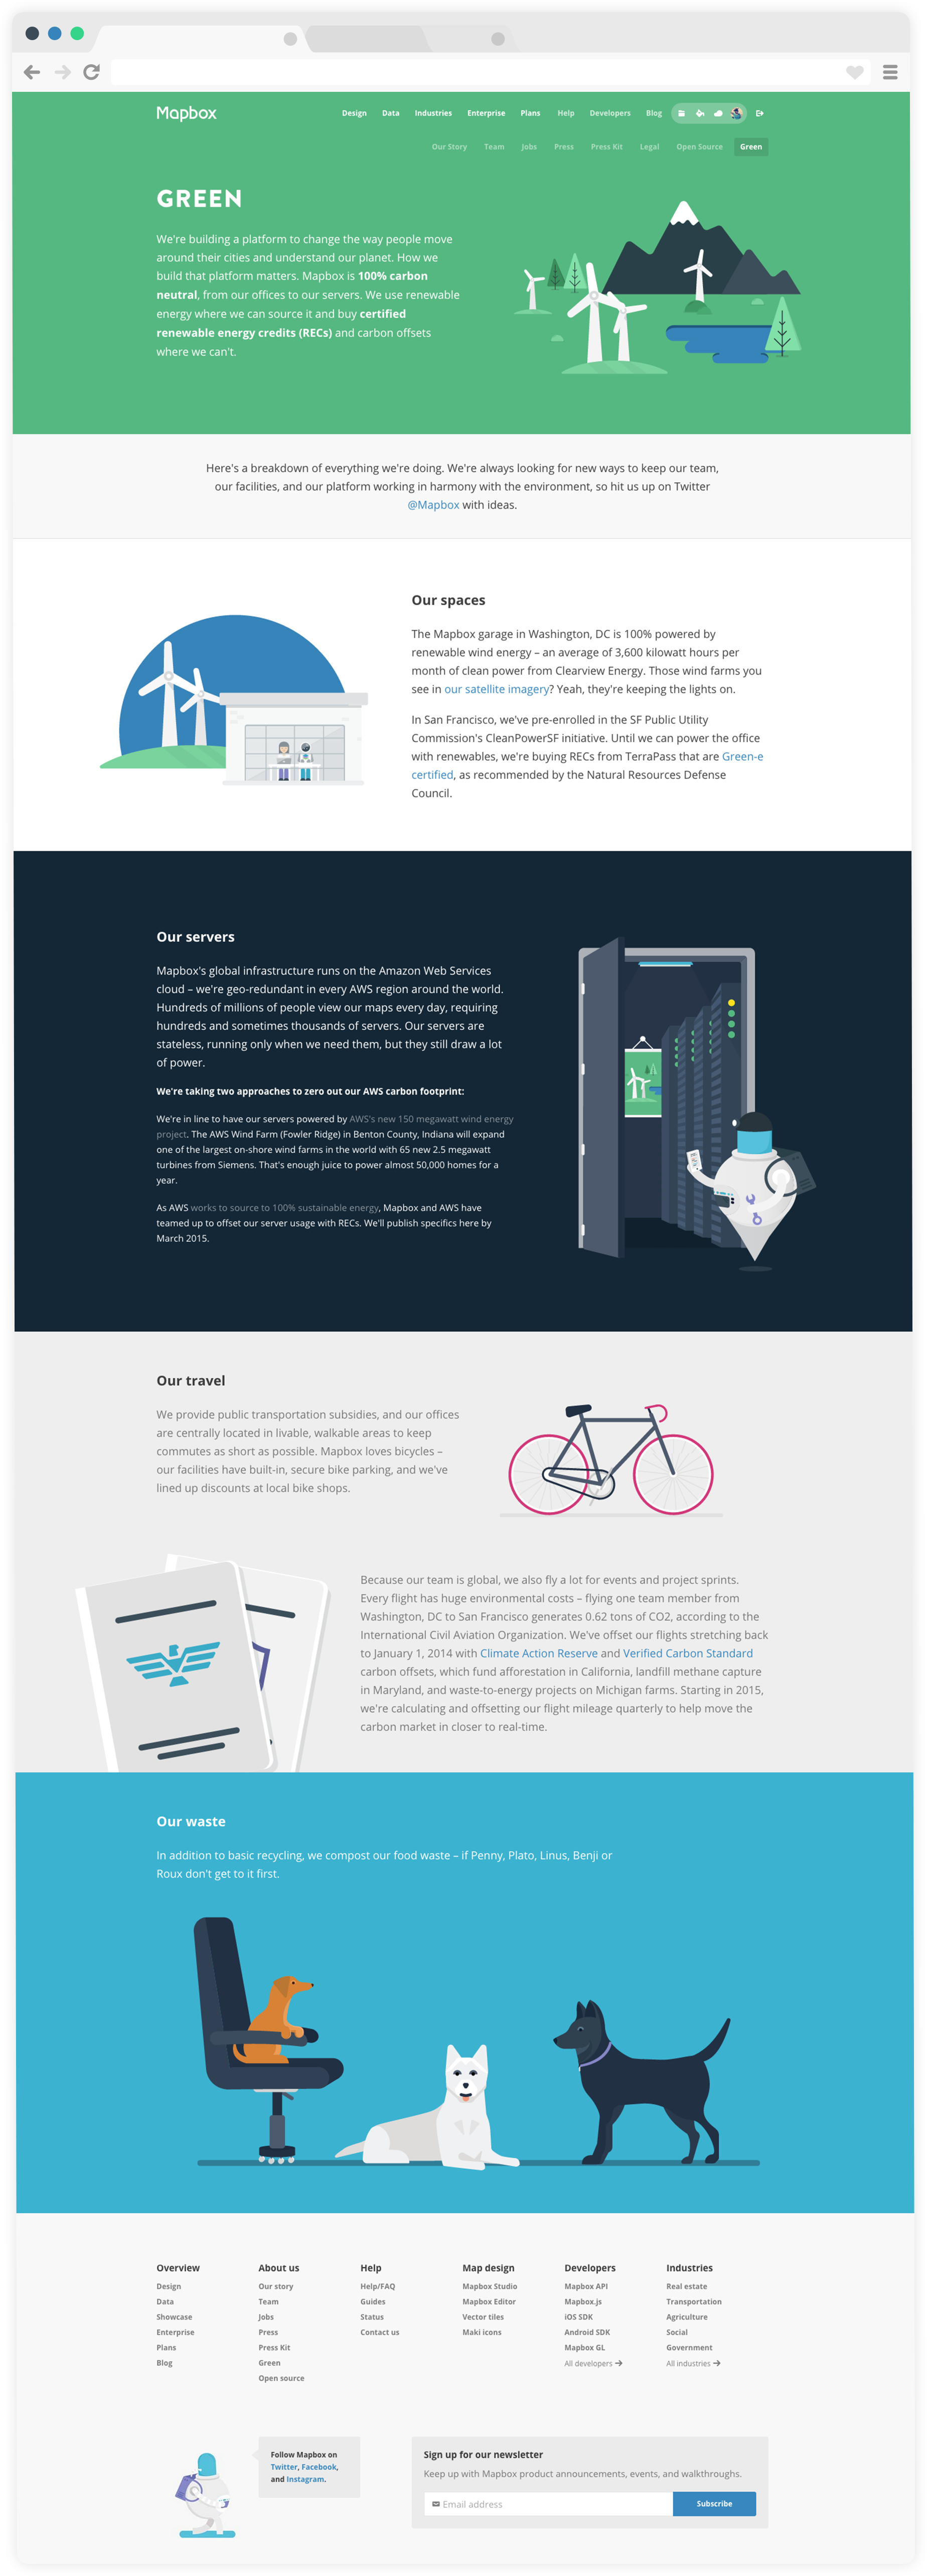 Mapbox
Design Data Industries Enterprise Plans Help Developers Blog
Our Story Team Jobs Press Press Kit Legal Open Source Green
GREEN
We're building a platform to change the way people move
around their cities and understand our planet. How we
build that platform matters. Mapbox is 100% carbon
neutral, from our offices to our servers. We use renewable
energy where we can source it and buy certified
renewable energy credits (RECs) and carbon offsets
where we can't.
Here's a breakdown of everything we're doing. We're always looking for new ways to keep our team,
our facilities, and our platform working in harmony with the environment, so hit us up on Twitter
@Mapbox with ideas.
Our spaces
The Mapbox garage in Washington, DC is 100% powered by
renewable wind energy – an average of 3,600 kilowatt hours per
month of clean power from Clearview Energy. Those wind farms you
see in our satellite imagery? Yeah, they're keeping the lights on.
In San Francisco, we've pre-enrolled in the SF Public Utility
Commission's CleanPowerSF initiative. Until we can power the office
with renewables, we're buying RECs from TerraPass that are Green-e
certified, as recommended by the Natural Resources Defense
Council.
Our servers
Mapbox's global infrastructure runs on the Amazon Web Services
cloud – we're geo-redundant in every AWS region around the world.
Hundreds of millions of people view our maps every day, requiring
hundreds and sometimes thousands of servers. Our servers are
stateless, running only when we need them, but they still draw a lot
of power.
We're taking two approaches to zero out our AWS carbon footprint:
We're in line to have our servers powered by AWS's new 150 megawatt wind energy
project. The AWS Wind Farm (Fowler Ridge) in Benton County, Indiana will expand
one of the largest on-shore wind farms in the world with 65 new 2.5 megawatt
turbines from Siemens. That's enough juice to power almost 50,000 homes for a
year.
As AWS works to source to 100% sustainable energy, Mapbox and AWS have
teamed up to offset our server usage with RECs. We'll publish specifics here by
March 2015.
Our travel
We provide public transportation subsidies, and our offices
are centrally located in livable, walkable areas to keep
commutes as short as possible. Mapbox loves bicycles –
our facilities have built-in, secure bike parking, and we've
lined up discounts at local bike shops.
Because our team is global, we also fly a lot for events and project sprints.
Every flight has huge environmental costs – flying one team member from
Washington, DC to San Francisco generates 0.62 tons of CO2, according to the
International Civil Aviation Organization. We've offset our flights stretching back
to January 1, 2014 with Climate Action Reserve and Verified Carbon Standard
carbon offsets, which fund afforestation in California, landfill methane capture
in Maryland, and waste-to-energy projects on Michigan farms. Starting in 2015,
we're calculating and offsetting our flight mileage quarterly to help move the
carbon market in closer to real-time.
Our waste
In addition to basic recycling, we compost our food waste – if Penny, Plato, Linus, Benji or
Roux don't get to it first.
Overview
Design
Data
Showcase
Enterprise
Plans
Blog
About us
Our story
Team
Jobs
Press
Press Kit
Green
Open source
Help
Help/FAQ
Guides
Status
Contact us
Map design
Mapbox Studio
Mapbox Editor
Vector tiles
Maki icons
Developers
Mapbox API
Mapbox.js
iOS SDK
Android SDK
Mapbox GL
All developers
Industries
Real estate
Transportation
Agriculture
Social
Government
All industries
Follow Mapbox on
Twitter, Facebook,
and Instagram.
Sign up for our newsletter
Keep up with Mapbox product announcements, events, and walkthroughs.
Email address
Subscribe